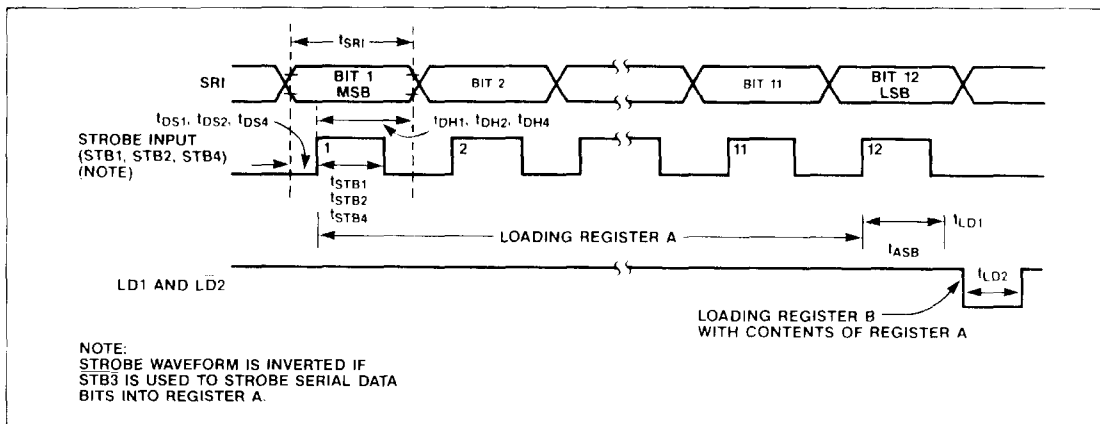 tSRI
SRI
BIT 1
MSB
BIT 2
BIT 11
BIT 12
LSB
tDS1, tDS2, tDS4
tDH1, tDH2, tDH4
STROBE INPUT
(STB1, STB2, STB4)
(NOTE)
1
2
11
12
tSTB1
tSTB2
tSTB4
LOADING REGISTER A
tLD1
tASB
LD1 AND L̅D̅2
tLD2
LOADING REGISTER B
WITH CONTENTS OF REGISTER A
NOTE:
STROBE WAVEFORM IS INVERTED IF
S̅T̅B̅3̅ IS USED TO STROBE SERIAL DATA
BITS INTO REGISTER A.